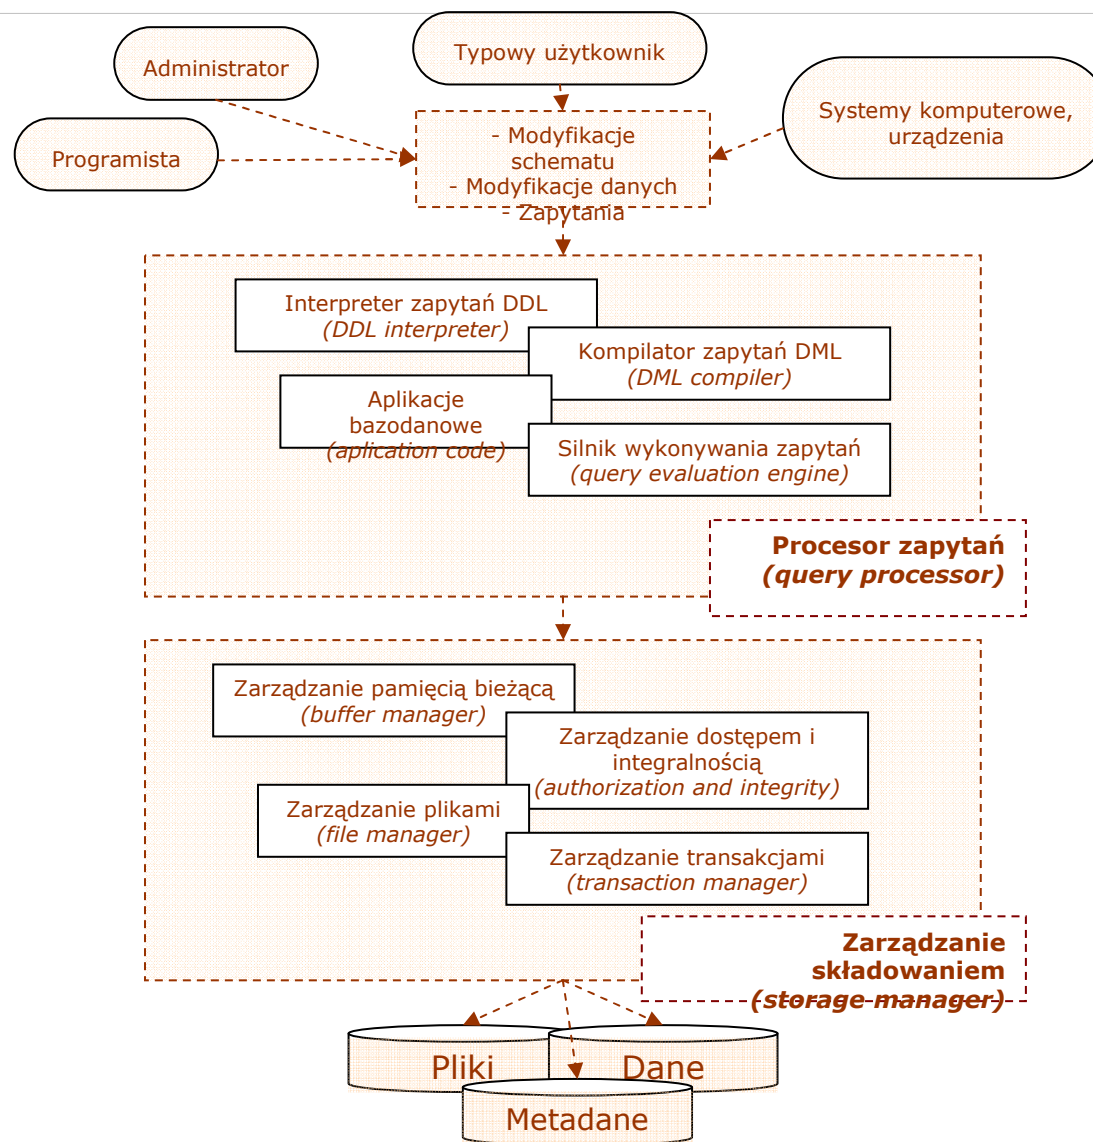 Typowy użytkownik
Administrator
Systemy komputerowe,
urządzenia
Programista
- Modyfikacje
schematu
- Modyfikacje danych
- Zapytania
Interpreter zapytań DDL
(DDL interpreter)
Kompilator zapytań DML
(DML compiler)
Aplikacje
bazodanowe
(aplication code)
Silnik wykonywania zapytań
(query evaluation engine)
Procesor zapytań
(query processor)
Zarządzanie pamięcią bieżącą
(buffer manager)
Zarządzanie dostępem i
integralnością
(authorization and integrity)
Zarządzanie plikami
(file manager)
Zarządzanie transakcjami
(transaction manager)
Zarządzanie
składowaniem
(storage manager)
Pliki
Dane
Metadane